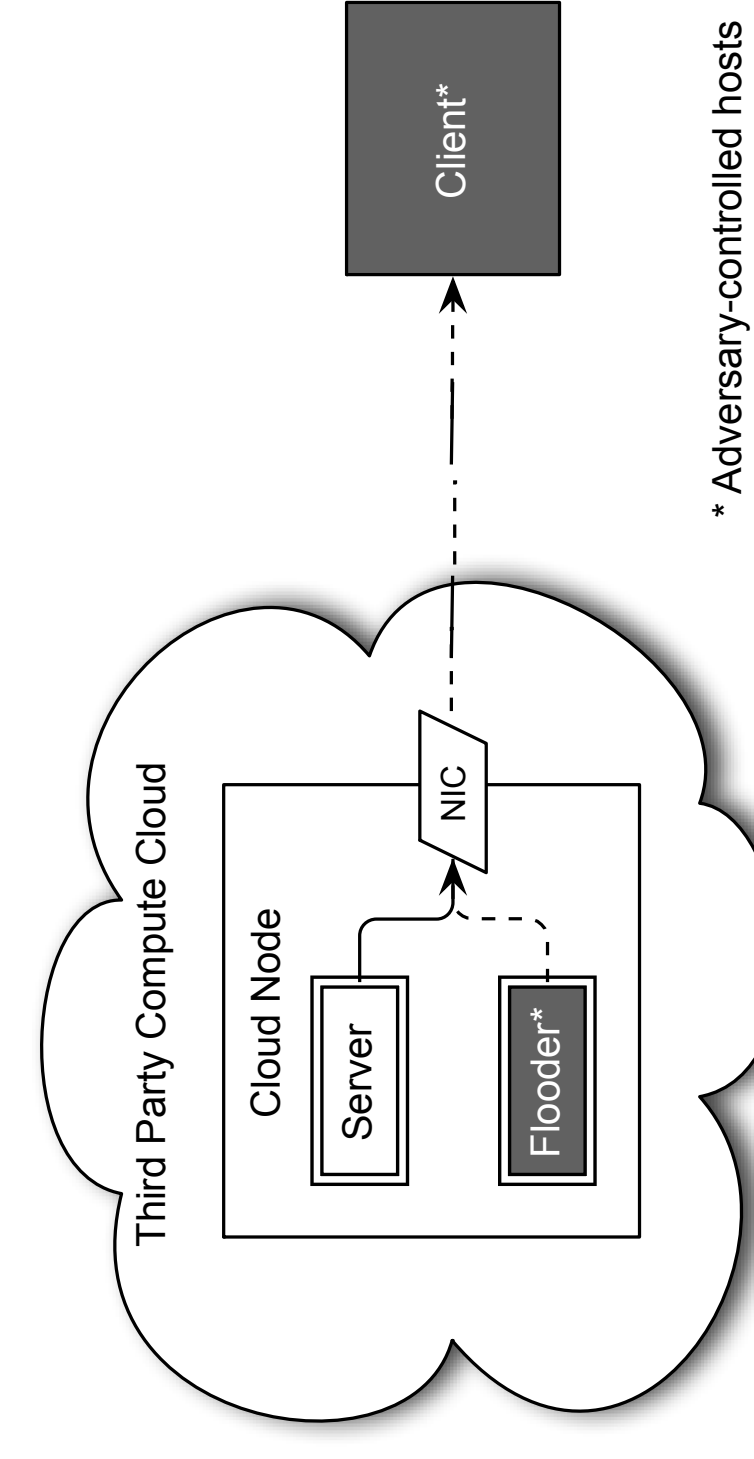 Third Party Compute Cloud
Cloud Node
Server
Flooder*
NIC
Client*
* Adversary-controlled hosts